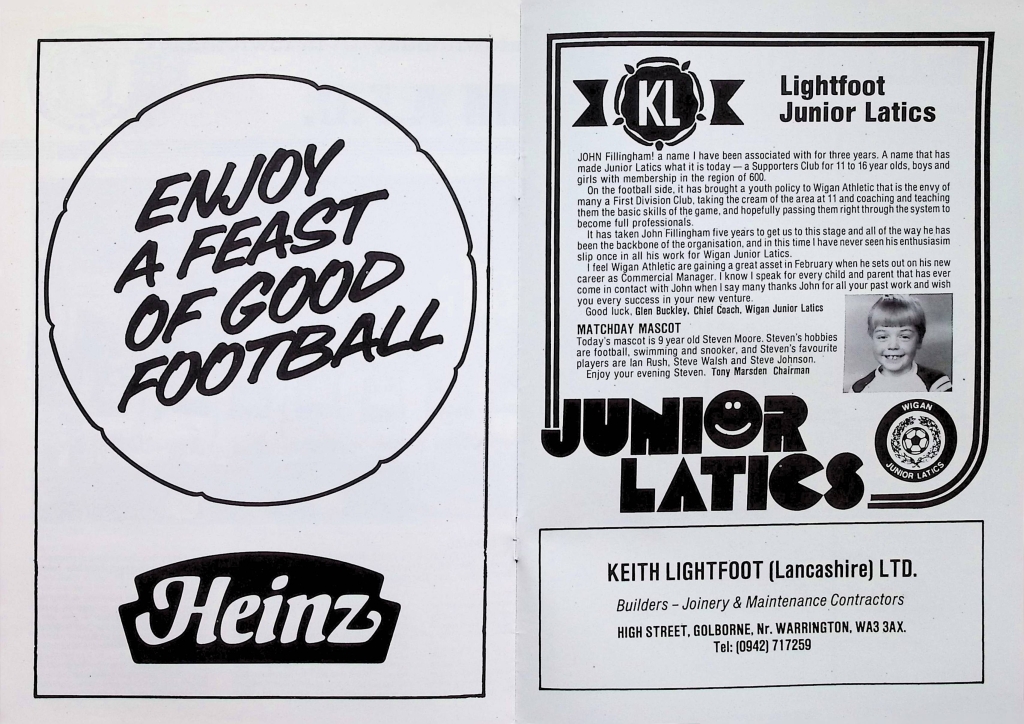 ENJOY
A FEAST
OF GOOD
FOOTBALL
Heinz
KL
Lightfoot
Junior Latics
JOHN Fillingham! a name I have been associated with for three years. A name that has
made Junior Latics what it is today — a Supporters Club for 11 to 16 year olds, boys and
girls with membership in the region of 600.
On the football side, it has brought a youth policy to Wigan Athletic that is the envy of
many a First Division Club, taking the cream of the area at 11 and coaching and teaching
them the basic skills of the game, and hopefully passing them right through the system to
become full professionals.
It has taken John Fillingham five years to get us to this stage and all of the way he has
been the backbone of the organisation, and in this time I have never seen his enthusiasim
slip once in all his work for Wigan Junior Latics.
I feel Wigan Athletic are gaining a great asset in February when he sets out on his new
career as Commercial Manager. I know I speak for every child and parent that has ever
come in contact with John when I say many thanks John for all your past work and wish
you every success in your new venture.
Good luck, Glen Buckley, Chief Coach, Wigan Junior Latics
MATCHDAY MASCOT
Today's mascot is 9 year old Steven Moore. Steven's hobbies
are football, swimming and snooker, and Steven's favourite
players are Ian Rush, Steve Walsh and Steve Johnson.
Enjoy your evening Steven. Tony Marsden Chairman
JUNIOR
LATICS
WIGAN
JUNIOR LATICS
KEITH LIGHTFOOT (Lancashire) LTD.
Builders – Joinery & Maintenance Contractors
HIGH STREET, GOLBORNE, Nr. WARRINGTON, WA3 3AX.
Tel: (0942) 717259